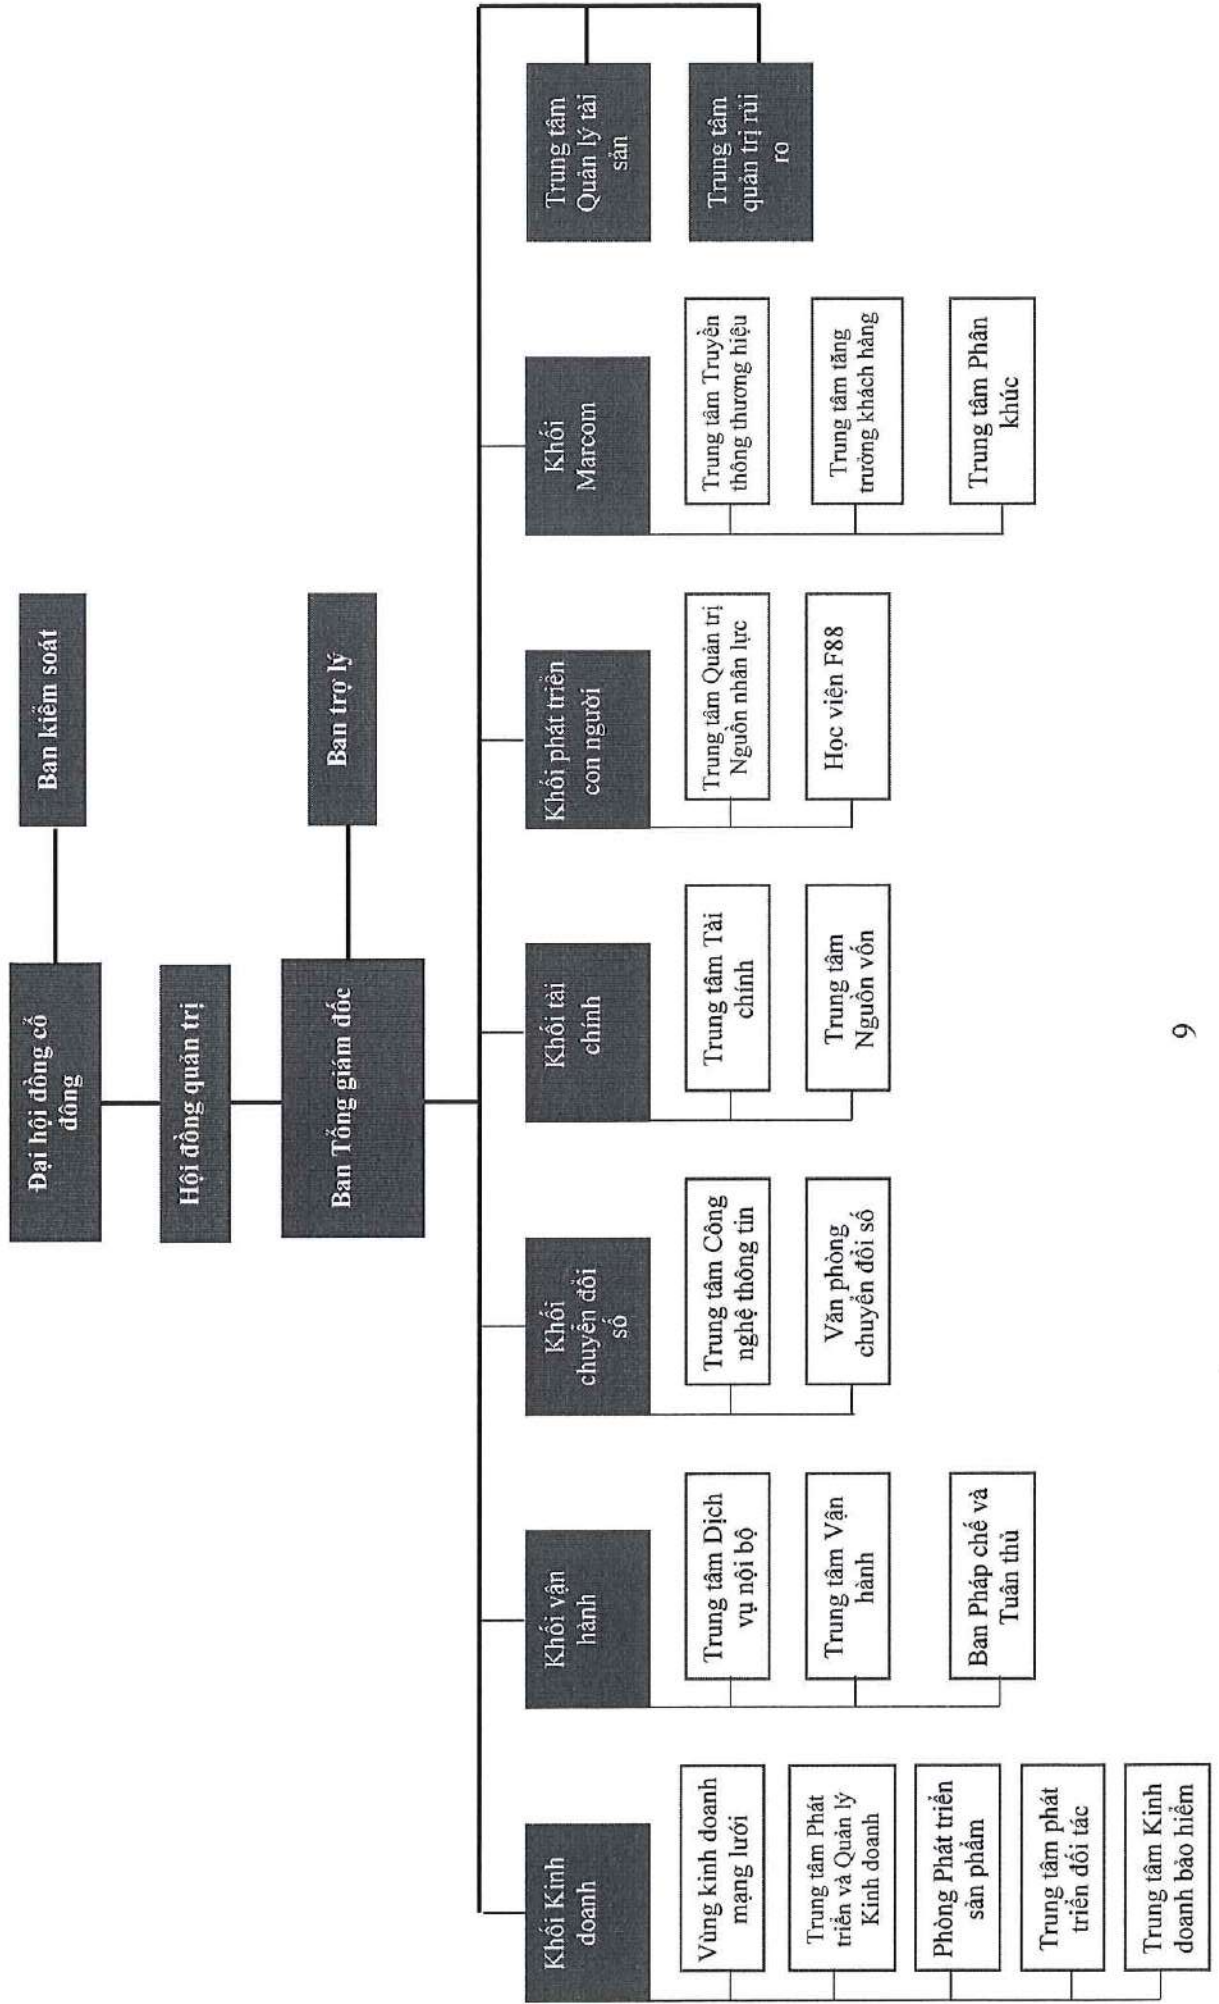 Đại hội đồng cổ
đông
Ban kiểm soát
Hội đồng quản trị
Ban Tổng giám đốc
Ban trợ lý
Khối Kinh
doanh
Vùng kinh doanh
mạng lưới
Trung tâm Phát
triển và Quản lý
Kinh doanh
Phòng Phát triển
sản phẩm
Trung tâm phát
triển đối tác
Trung tâm Kinh
doanh bảo hiểm
Khối vận
hành
Trung tâm Dịch
vụ nội bộ
Trung tâm Vận
hành
Ban Pháp chế và
Tuân thủ
Khối
chuyển đổi
số
Trung tâm Công
nghệ thông tin
Văn phòng
chuyển đổi số
Khối tài
chính
Trung tâm Tài
chính
Trung tâm
Nguồn vốn
Khối phát triển
con người
Trung tâm Quản trị
Nguồn nhân lực
Học viện F88
Khối
Marcom
Trung tâm Truyền
thông thương hiệu
Trung tâm tăng
trưởng khách hàng
Trung tâm Phân
khúc
Trung tâm
Quản lý tài
sản
Trung tâm
quản trị rủi
ro
9